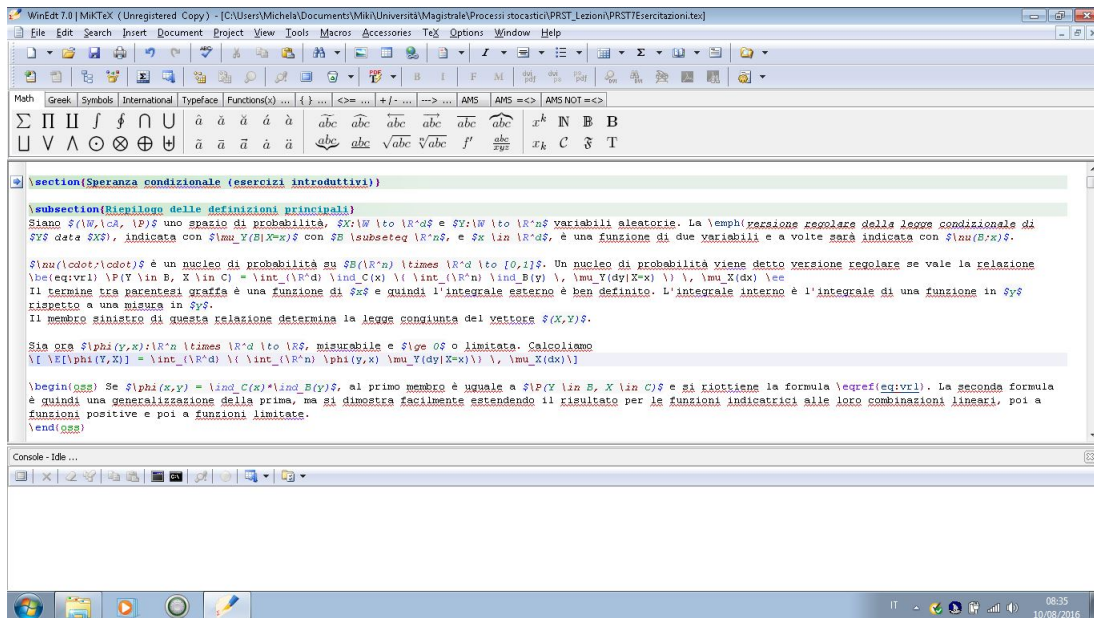 WinEdt 7.0 | MiKTeX (Unregistered Copy) - [C:\Users\Michela\Documents\Miki\Università\Magistrale\Processi stocastici\PRST_Lezioni\PRST7Esercitazioni.tex]
File Edit Search Insert Document Project View Tools Macros Accessories TeX Options Window Help
Math Greek Symbols International Typeface Functions(x) ... { } ... <>= ... + / - ... ---> ... AMS AMS =<> AMS NOT =<>
\section{Speranza condizionale (esercizi introduttivi)}
\subsection{Riepilogo delle definizioni principali}
Siano $(\W,\cA, \P)$ uno spazio di probabilità, $X:\W \to \R^d$ e $Y:\W \to \R^n$ variabili aleatorie. La \emph{versione regolare della legge condizionale di
$Y$ data $X$}, indicata con $\mu_Y(B|X=x)$ con $B \subseteq \R^n$, e $x \in \R^d$, è una funzione di due variabili e a volte sarà indicata con $\nu(B;x)$.
$\nu(\cdot;\cdot)$ è un nucleo di probabilità su $B(\R^n) \times \R^d \to [0,1]$. Un nucleo di probabilità viene detto versione regolare se vale la relazione
\be{eq:vrl} \P(Y \in B, X \in C) = \int_{\R^d} \ind_C(x) \{ \int_{\R^n} \ind_B(y) \, \mu_Y(dy|X=x) \} \, \mu_X(dx) \ee
Il termine tra parentesi graffa è una funzione di $x$ e quindi l'integrale esterno è ben definito. L'integrale interno è l'integrale di una funzione in $y$
rispetto a una misura in $y$.
Il membro sinistro di questa relazione determina la legge congiunta del vettore $(X,Y)$.
Sia ora $\phi(y,x):\R^n \times \R^d \to \R$, misurabile e $\ge 0$ o limitata. Calcoliamo
\[ \E[\phi(Y,X)] = \int_{\R^d} \{ \int_{\R^n} \phi(y,x) \mu_Y(dy|X=x)\} \, \mu_X(dx)\]
\begin{oss} Se $\phi(x,y) = \ind_C(x)*\ind_B(y)$, al primo membro è uguale a $\P(Y \in B, X \in C)$ e si riottiene la formula \eqref{eq:vrl}. La seconda formula
è quindi una generalizzazione della prima, ma si dimostra facilmente estendendo il risultato per le funzioni indicatrici alle loro combinazioni lineari, poi a
funzioni positive e poi a funzioni limitate.
\end{oss}
Console - Idle ...
IT 08:35
10/08/2016